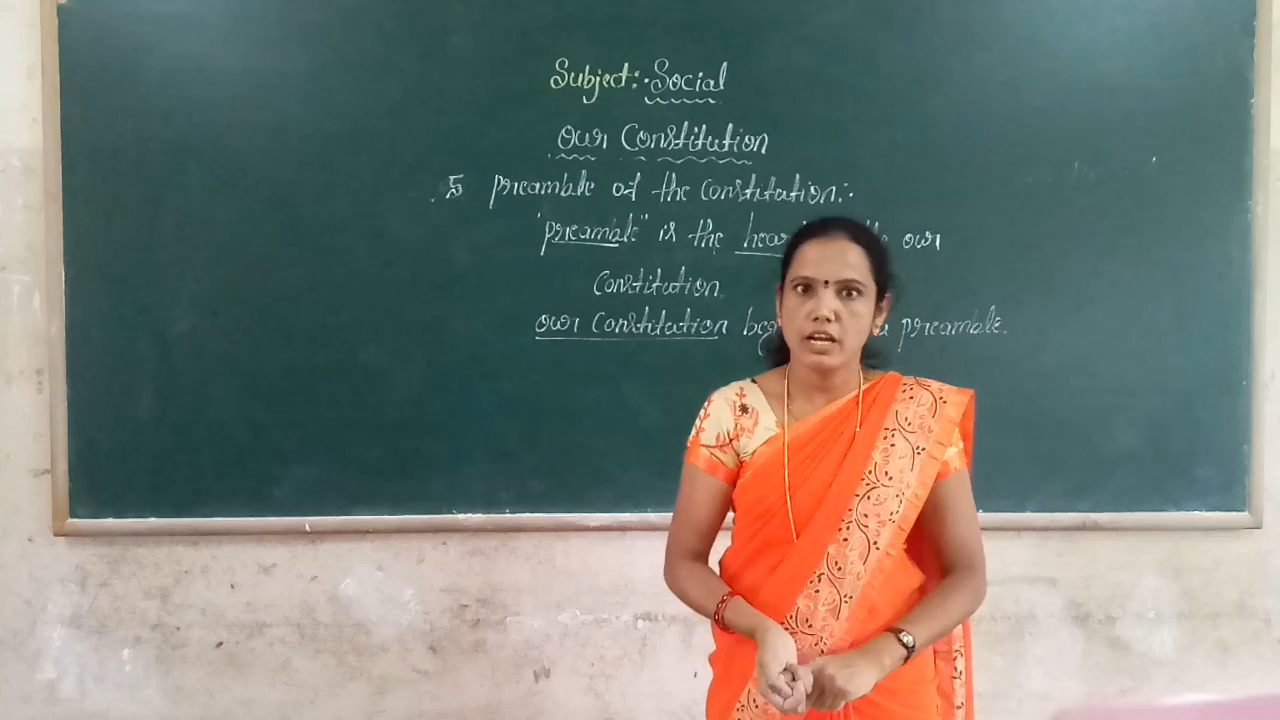 Subject:- Social
Our Constitution
5 preamble of the constitution:-
"preamble" is the our
Constitution
our Constitution a preamble.